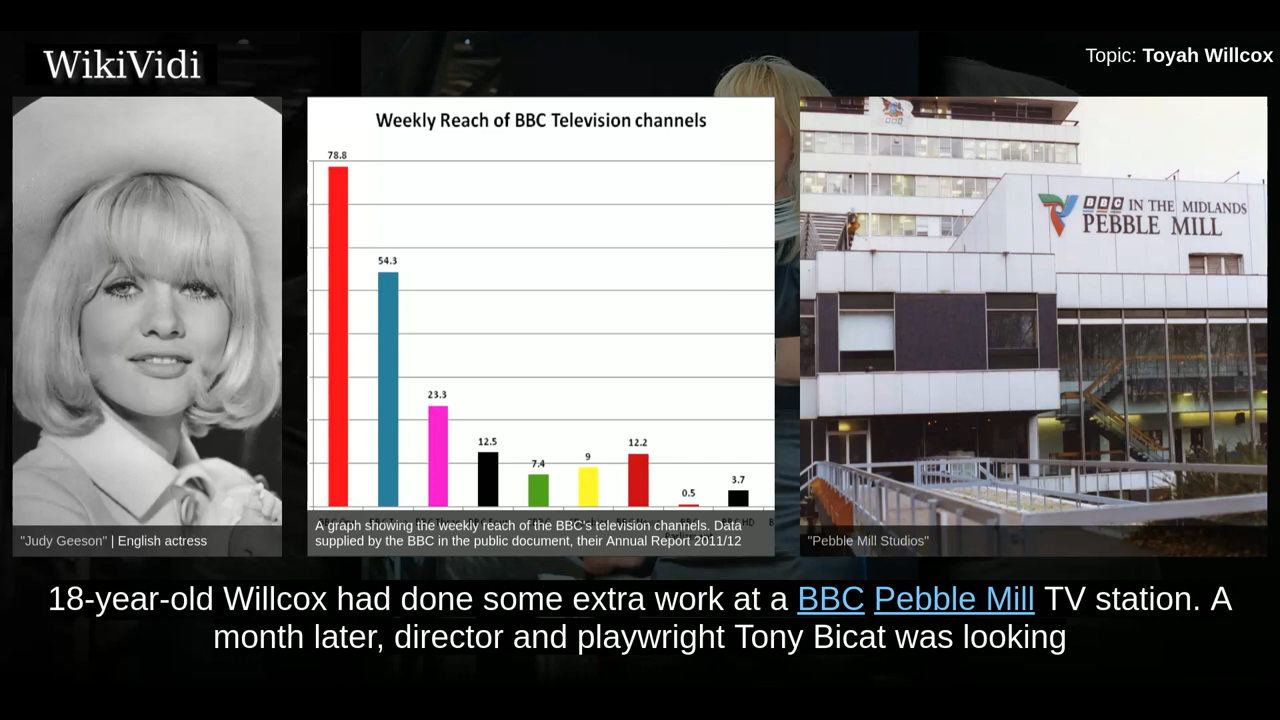 WikiVidi
Topic: Toyah Willcox
Weekly Reach of BBC Television channels
78.8
54.3
23.3
12.5
7.4
9
12.2
0.5
3.7
A graph showing the weekly reach of the BBC's television channels. Data
supplied by the BBC in the public document, their Annual Report 2011/12
BBC IN THE MIDLANDS
PEBBLE MILL
"Judy Geeson" | English actress
"Pebble Mill Studios"
18-year-old Willcox had done some extra work at a BBC Pebble Mill TV station. A
month later, director and playwright Tony Bicat was looking